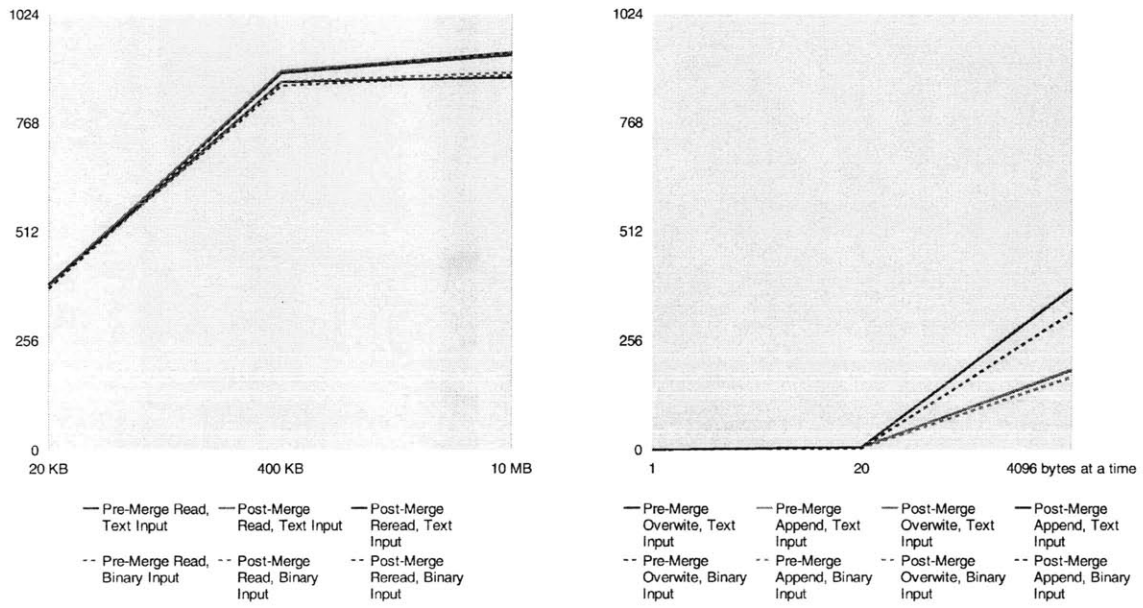 1024
768
512
256
0
20 KB 400 KB 10 MB
Pre-Merge Read, Text Input
Post-Merge Read, Text Input
Post-Merge Reread, Text Input
Pre-Merge Read, Binary Input
Post-Merge Read, Binary Input
Post-Merge Reread, Binary Input
1024
768
512
256
0
1 20 4096 bytes at a time
Pre-Merge Overwite, Text Input
Pre-Merge Append, Text Input
Post-Merge Overwite, Text Input
Post-Merge Append, Text Input
Pre-Merge Overwite, Binary Input
Pre-Merge Append, Binary Input
Post-Merge Overwite, Binary Input
Post-Merge Append, Binary Input